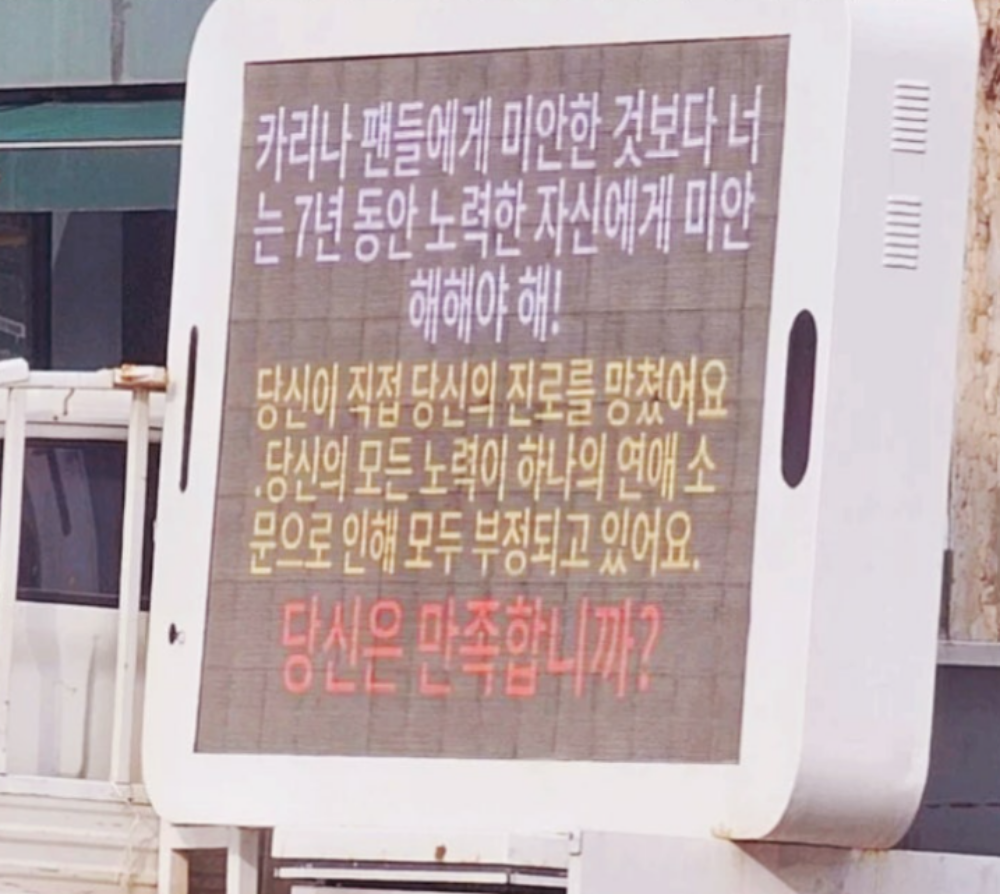 카리나 팬들에게 미안한 것보다 너
는 7년 동안 노력한 자신에게 미안
해해야 해!
당신이 직접 당신의 진로를 망쳤어요
.당신의 모든 노력이 하나의 연애 소
문으로 인해 모두 부정되고 있어요.
당신은 만족합니까?